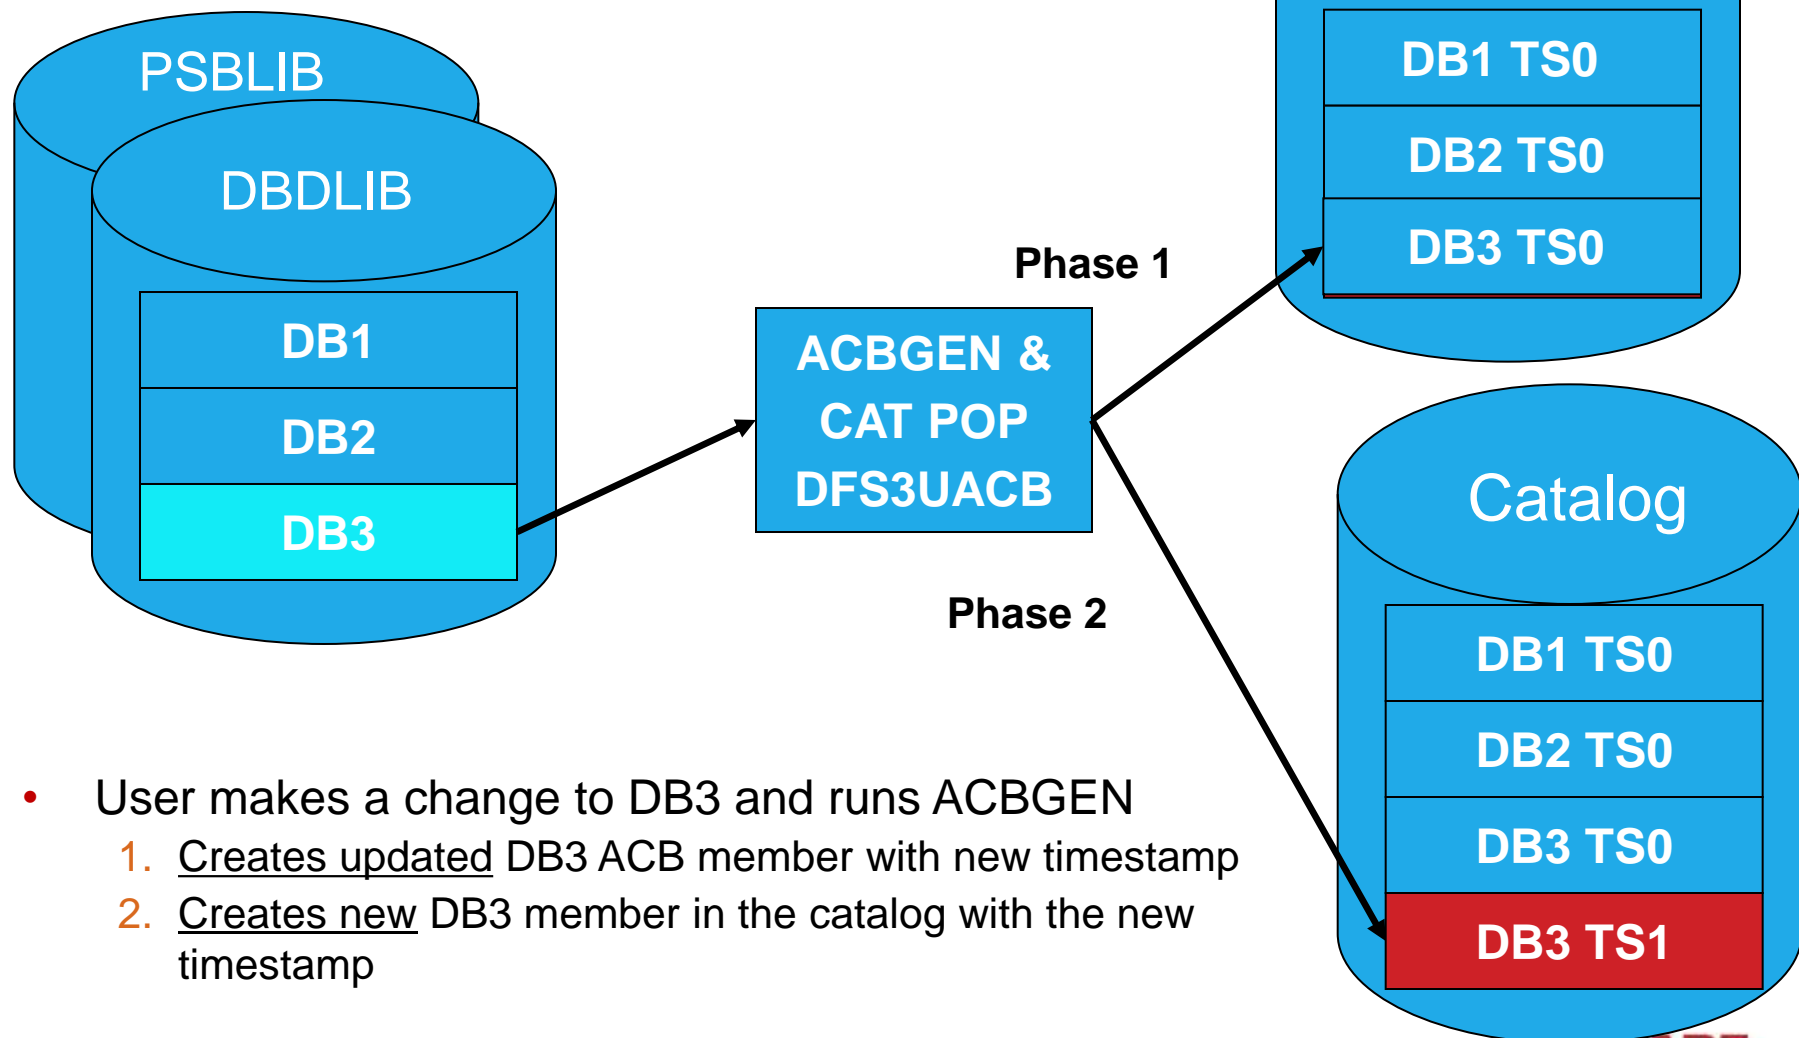 PSBLIB
DBDLIB
DB1
DB2
DB3
Phase 1
ACBGEN &
CAT POP
DFS3UACB
Phase 2
DB1 TS0
DB2 TS0
DB3 TS0
Catalog
DB1 TS0
DB2 TS0
DB3 TS0
DB3 TS1
• User makes a change to DB3 and runs ACBGEN
1. Creates updated DB3 ACB member with new timestamp
2. Creates new DB3 member in the catalog with the new
timestamp